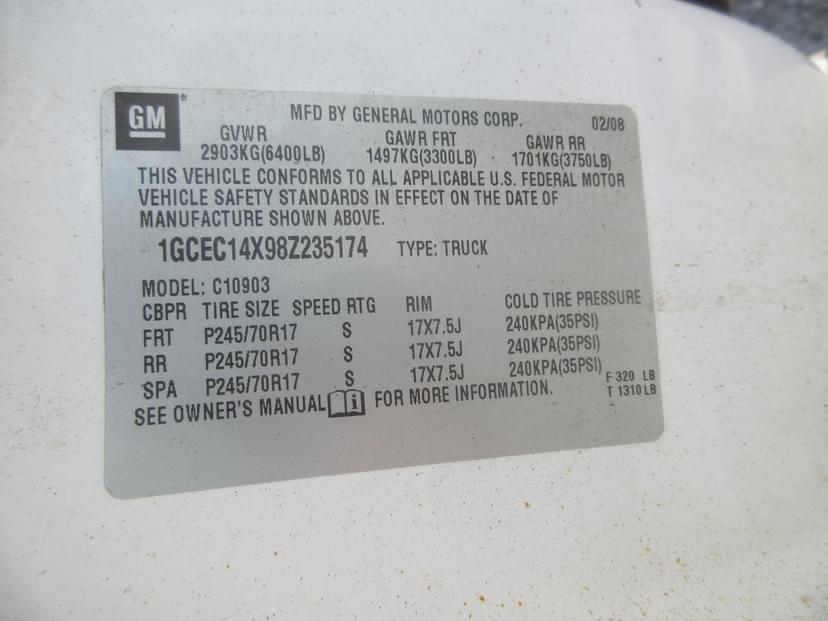 GM
MFD BY GENERAL MOTORS CORP. 02/08
GVWR GAWR FRT GAWR RR
2903KG(6400LB) 1497KG(3300LB) 1701KG(3750LB)
THIS VEHICLE CONFORMS TO ALL APPLICABLE U.S. FEDERAL MOTOR
VEHICLE SAFETY STANDARDS IN EFFECT ON THE DATE OF
MANUFACTURE SHOWN ABOVE.
1GCEC14X98Z235174 TYPE: TRUCK
MODEL: C10903
CBPR TIRE SIZE SPEED RTG RIM COLD TIRE PRESSURE
FRT P245/70R17 S 17X7.5J 240KPA(35PSI)
RR P245/70R17 S 17X7.5J 240KPA(35PSI)
SPA P245/70R17 S 17X7.5J 240KPA(35PSI)
F 320 LB
T 1310 LB
SEE OWNER'S MANUAL i FOR MORE INFORMATION.